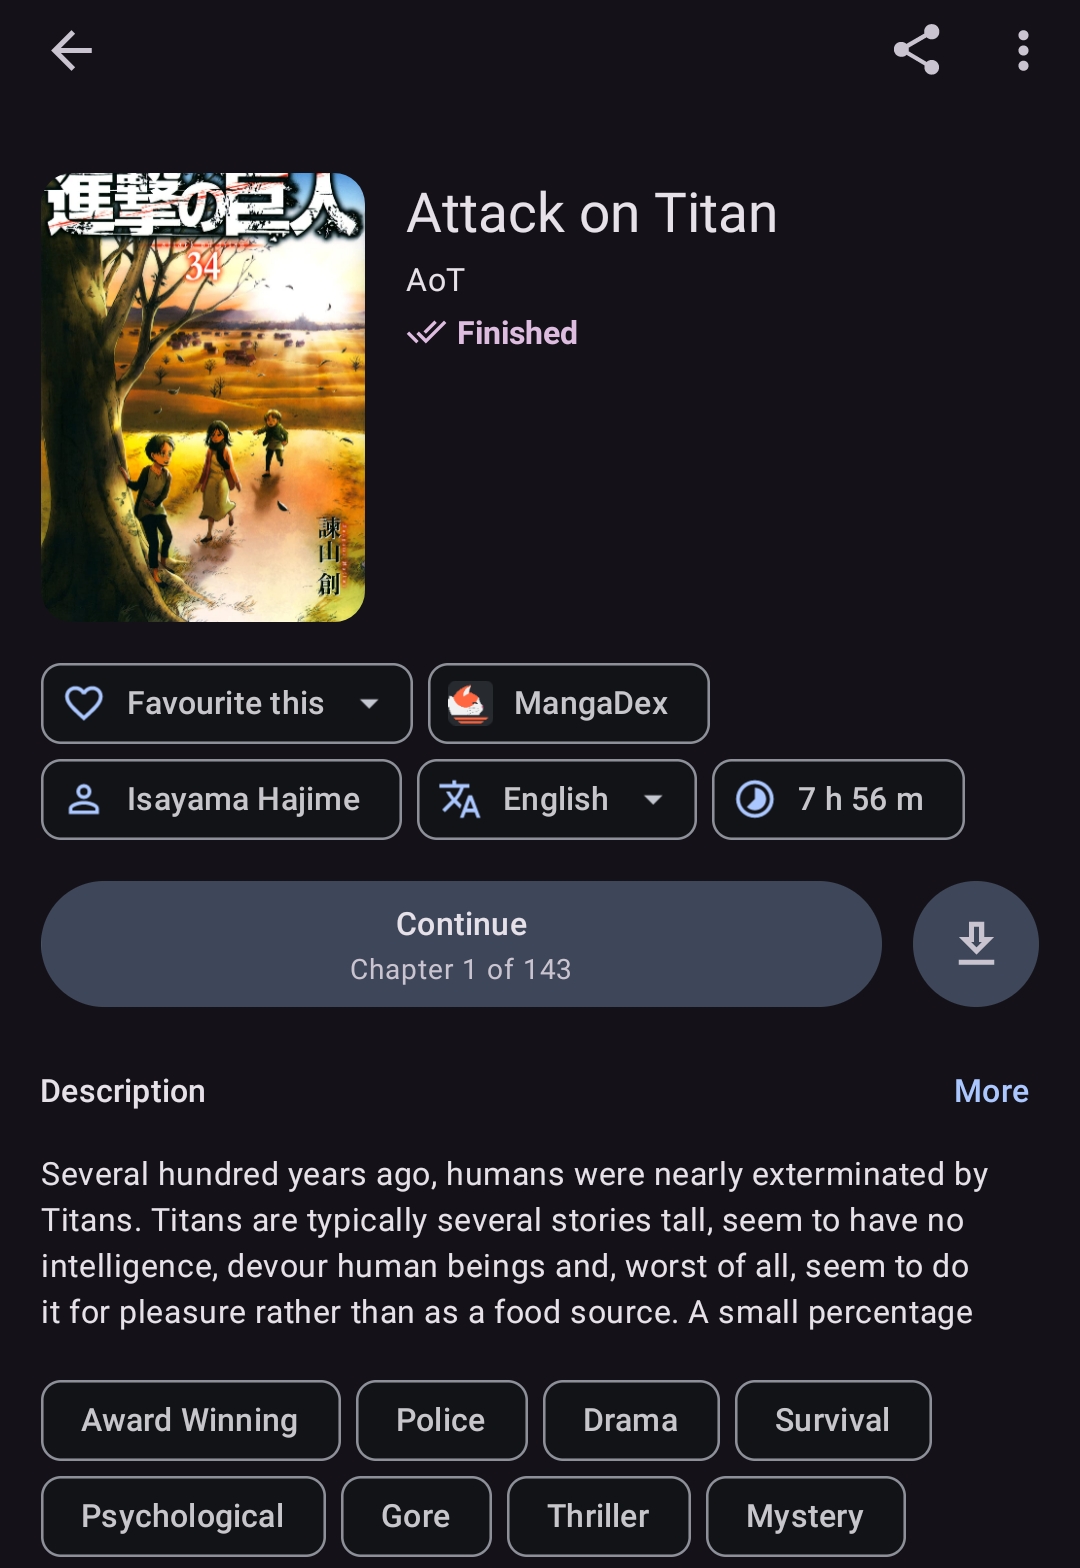 進撃の巨人
34
諫山創
Attack on Titan
AoT
Finished
Favourite this
MangaDex
Isayama Hajime
English
7 h 56 m
Continue
Chapter 1 of 143
Description
More
Several hundred years ago, humans were nearly exterminated by
Titans. Titans are typically several stories tall, seem to have no
intelligence, devour human beings and, worst of all, seem to do
it for pleasure rather than as a food source. A small percentage
Award Winning
Police
Drama
Survival
Psychological
Gore
Thriller
Mystery